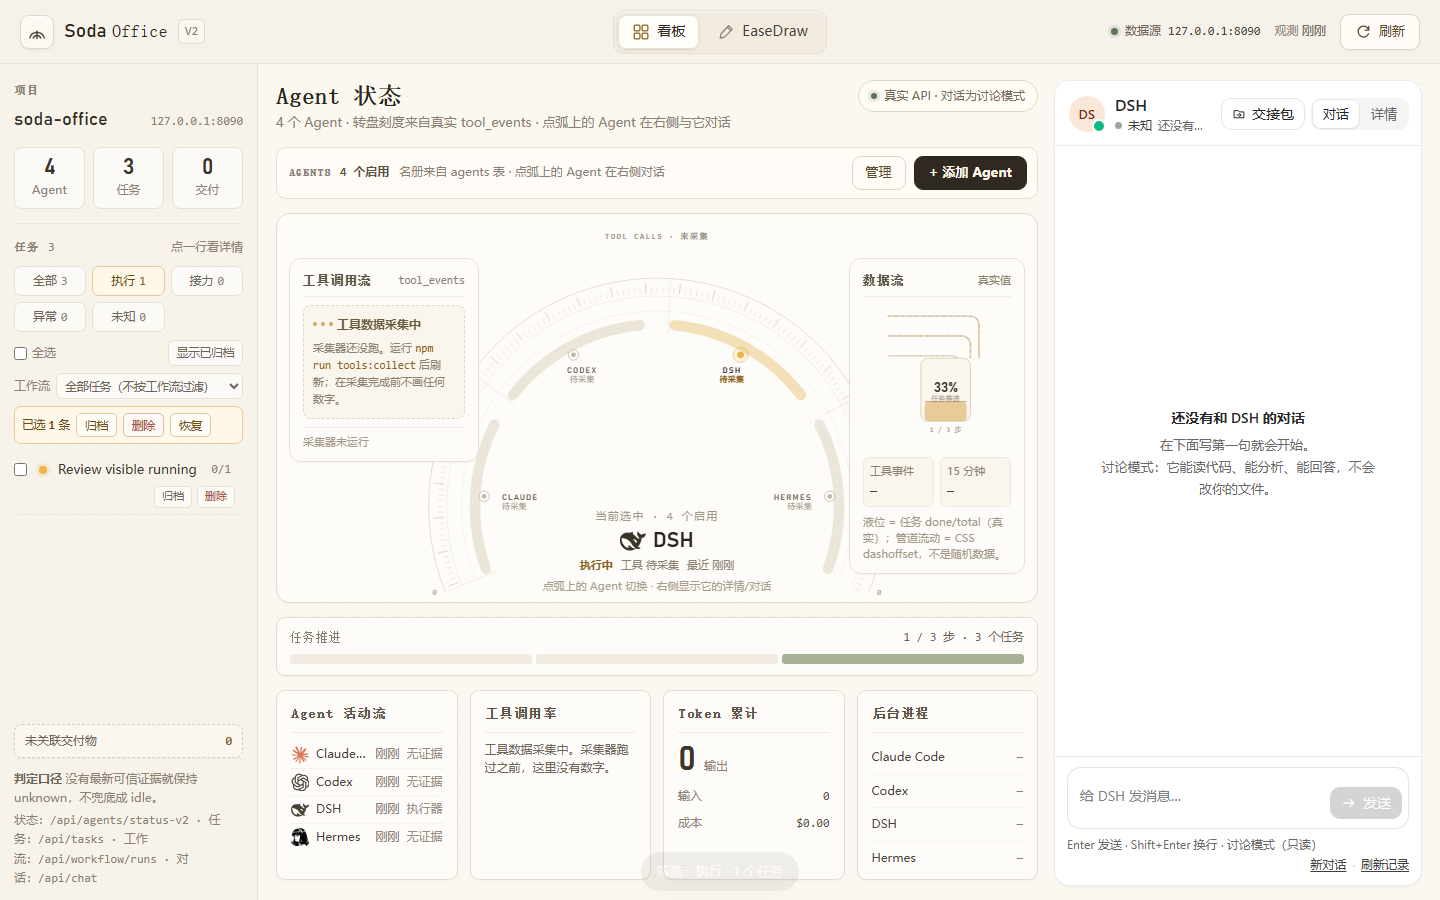 Soda Office V2
看板
EaseDraw
数据源 127.0.0.1:8090
观测 刚刚
刷新
项目
soda-office 127.0.0.1:8090
4 Agent
3 任务
0 交付
任务 3 点一行看详情
全部 3
执行 1
接力 0
异常 0
未知 0
全选
显示已归档
工作流 全部任务（不按工作流过滤）
已选 1 条 归档 删除 恢复
Review visible running 0/1
归档 删除
未关联交付物 0
判定口径 没有最新可信证据就保持
unknown，不兜底成 idle。
状态: /api/agents/status-v2 · 任
务: /api/tasks · 工作
流: /api/workflow/runs · 对
话: /api/chat
Agent 状态
4 个 Agent · 转盘刻度来自真实 tool_events · 点弧上的 Agent 在右侧与它对话
真实 API · 对话为讨论模式
AGENTS 4 个启用 名册来自 agents 表 · 点弧上的 Agent 在右侧对话
管理
+ 添加 Agent
TOOL CALLS · 未采集
工具调用流 tool_events
工具数据采集中
采集器还没跑。运行 npm
run tools:collect 后刷
新；在采集完成前不画任何
数字。
采集器未运行
CODEX
待采集
DSH
待采集
CLAUDE
待采集
HERMES
待采集
0
0
当前选中 · 4 个启用
DSH
执行中 工具 待采集 最近 刚刚
点弧上的 Agent 切换 · 右侧显示它的详情/对话
数据流 真实值
33%
任务推进
1 / 3 步
工具事件
—
15 分钟
—
液位 = 任务 done/total（真
实）；管道流动 = CSS
dashoffset，不是随机数据。
任务推进 1 / 3 步 · 3 个任务
Agent 活动流
Claude... 刚刚 无证据
Codex 刚刚 无证据
DSH 刚刚 执行器
Hermes 刚刚 无证据
工具调用率
工具数据采集中。采集器跑
过之前，这里没有数字。
Token 累计
0 输出
输入 0
成本 $0.00
后台进程
Claude Code —
Codex —
DSH —
Hermes —
筛选：执行 · 1 个任务
DS
DSH
未知 还没有...
交接包
对话
详情
还没有和 DSH 的对话
在下面写第一句就会开始。
讨论模式：它能读代码、能分析、能回答，不会
改你的文件。
给 DSH 发消息...
发送
Enter 发送 · Shift+Enter 换行 · 讨论模式（只读）
新对话 · 刷新记录